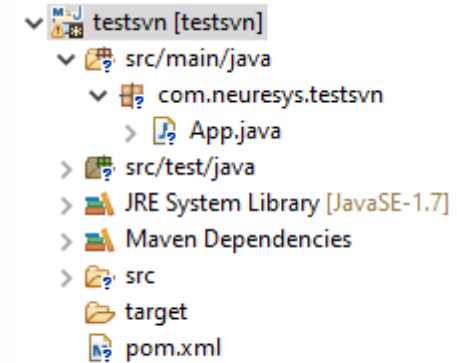 testsvn [testsvn]
src/main/java
com.neuresys.testsvn
App.java
src/test/java
JRE System Library [JavaSE-1.7]
Maven Dependencies
src
target
pom.xml